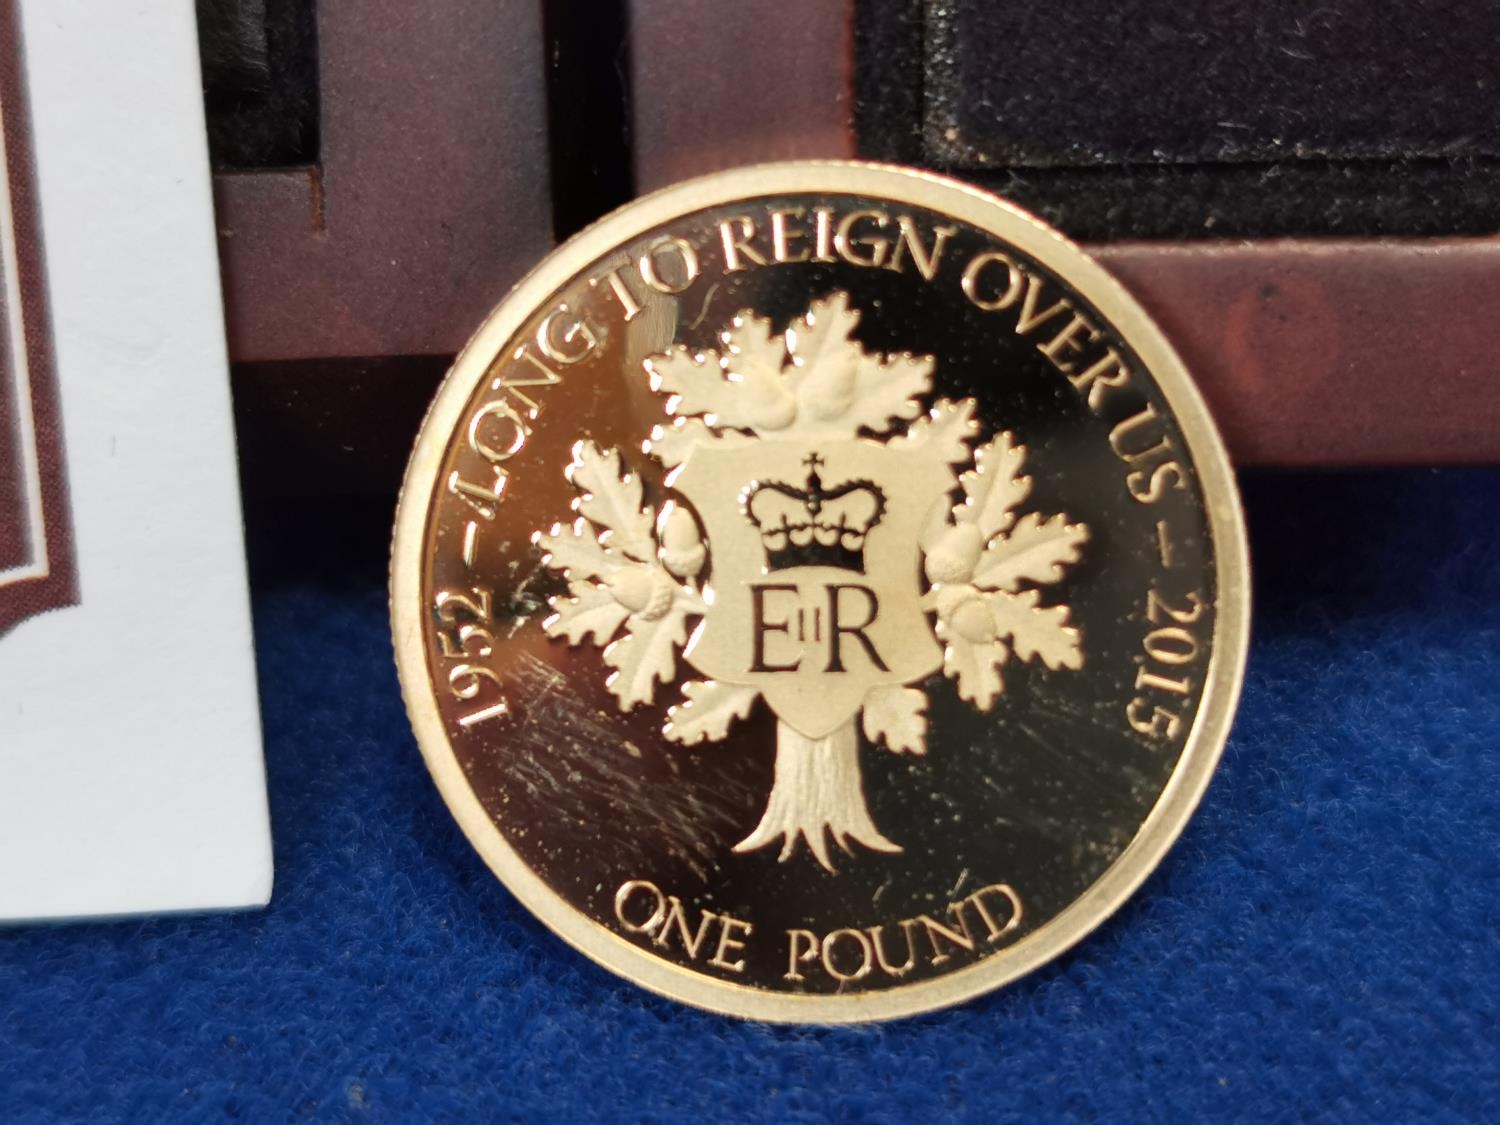 1952 – LONG TO REIGN OVER US – 2015
EIIR
ONE POUND